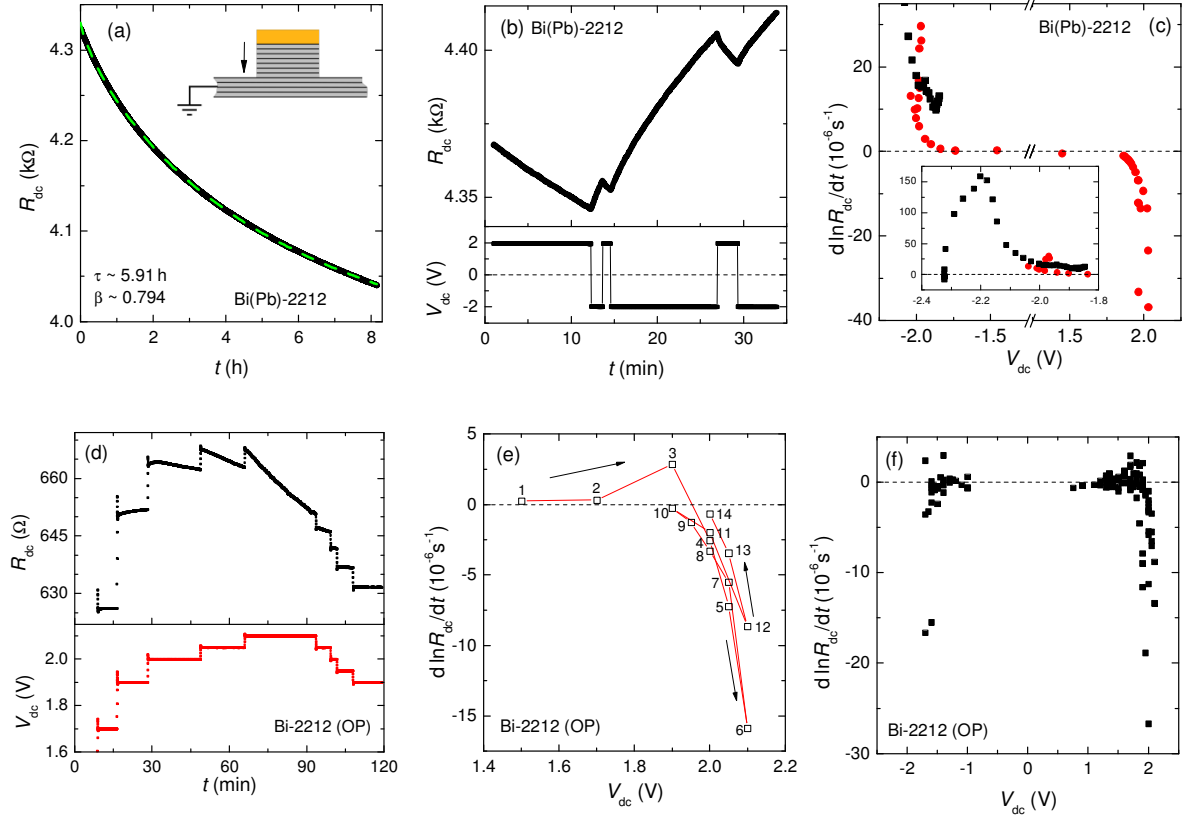 (a)
4.3
4.2
4.1
4.0
R_dc (kΩ)
τ ~ 5.91 h
β ~ 0.794
Bi(Pb)-2212
0 2 4 6 8
t (h)
(b) Bi(Pb)-2212
4.40
4.35
R_dc (kΩ)
2
0
-2
V_dc (V)
0 10 20 30
t (min)
(c)
Bi(Pb)-2212
20
0
-20
-40
d lnR_dc/dt (10⁻⁶ s⁻¹)
150
100
50
0
-2.4 -2.2 -2.0 -1.8
-2.0 -1.5 1.5 2.0
V_dc (V)
(d)
660
645
630
R_dc (Ω)
2.0
1.8
1.6
V_dc (V)
Bi-2212 (OP)
0 30 60 90 120
t (min)
(e)
5
0
-5
-10
-15
d lnR_dc/dt (10⁻⁶ s⁻¹)
1
2
3
10
14
9
11
4
8
13
7
5
12
6
Bi-2212 (OP)
1.4 1.6 1.8 2.0 2.2
V_dc (V)
(f)
0
-10
-20
-30
d lnR_dc/dt (10⁻⁶ s⁻¹)
Bi-2212 (OP)
-2 -1 0 1 2
V_dc (V)